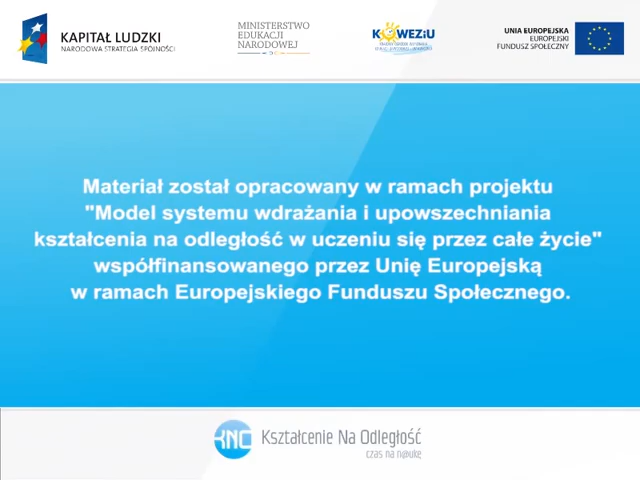 KAPITAŁ LUDZKI
NARODOWA STRATEGIA SPÓJNOŚCI
MINISTERSTWO
EDUKACJI
NARODOWEJ
KOWEZiU
UNIA EUROPEJSKA
EUROPEJSKI
FUNDUSZ SPOŁECZNY
Materiał został opracowany w ramach projektu
"Model systemu wdrażania i upowszechniania
kształcenia na odległość w uczeniu się przez całe życie"
współfinansowanego przez Unię Europejską
w ramach Europejskiego Funduszu Społecznego.
KNO
Kształcenie Na Odległość
czas na naukę